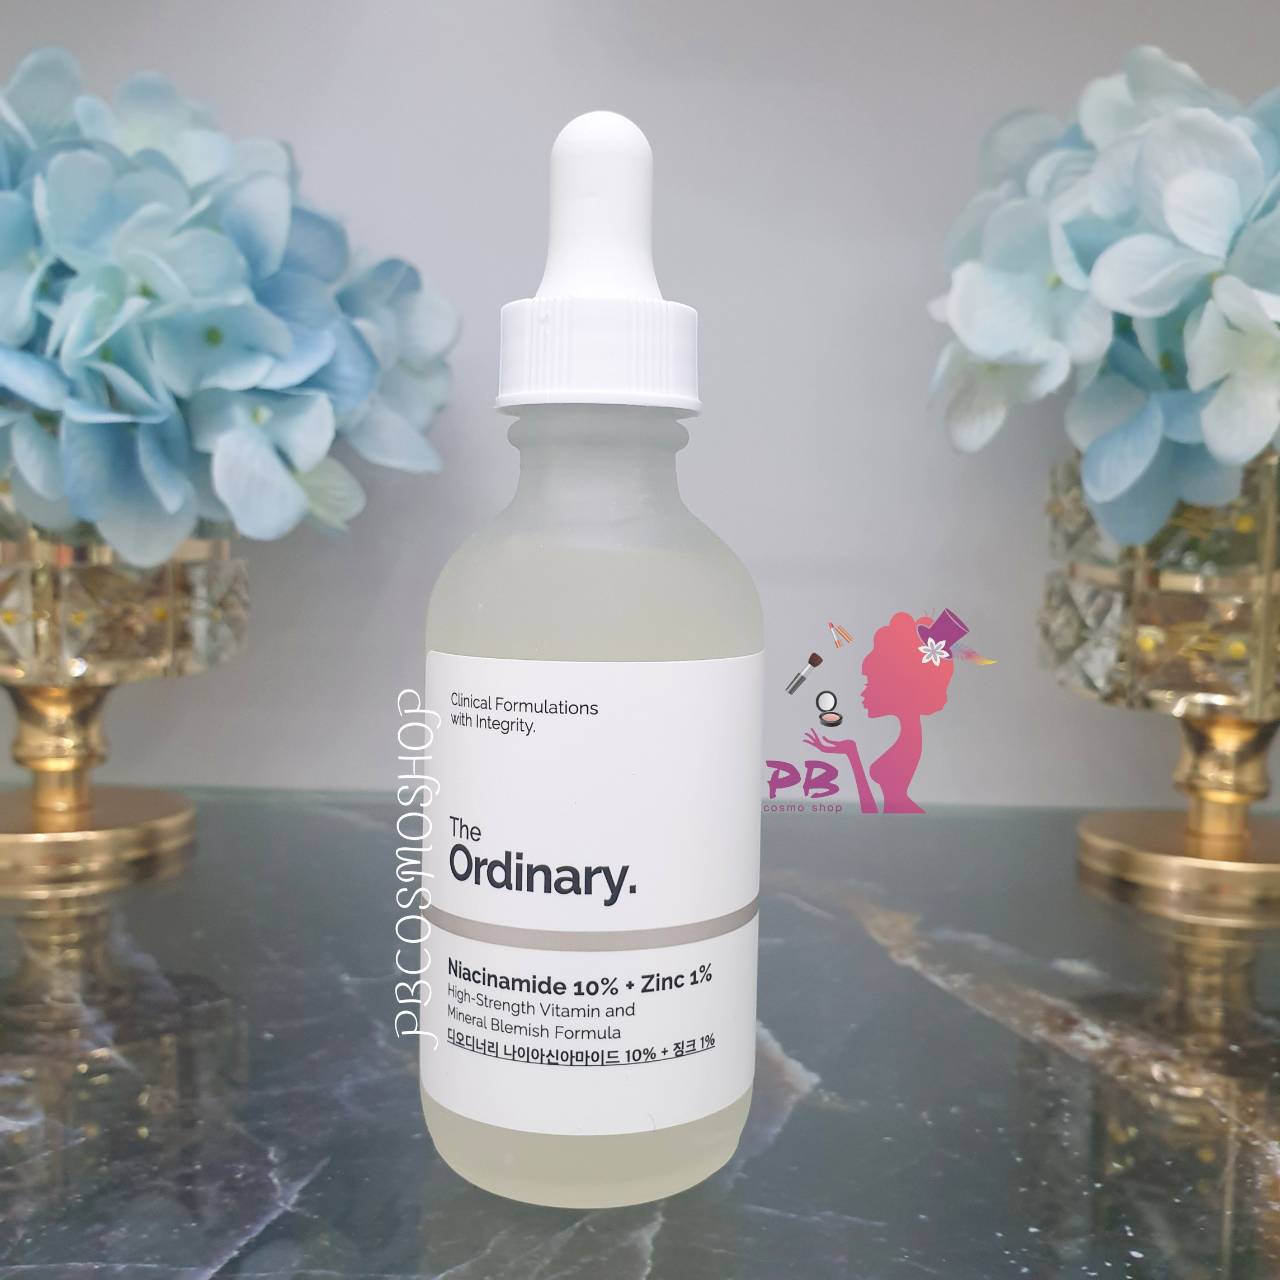 Clinical Formulations
with Integrity.
The
Ordinary.
Niacinamide 10% + Zinc 1%
High-Strength Vitamin and
Mineral Blemish Formula
디오디너리 나이아신아마이드 10% + 징크 1%
PBCOSMOSHOP
PB
cosmo shop